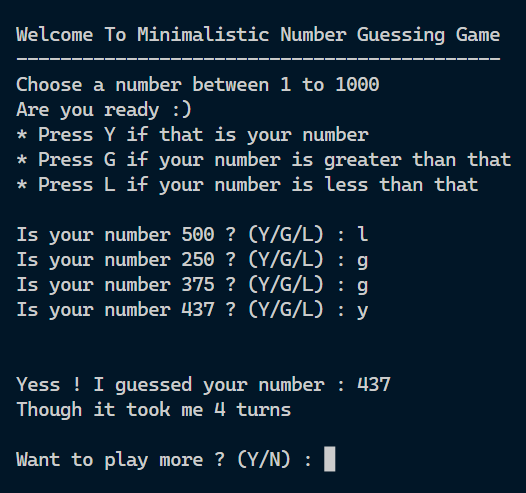 Welcome To Minimalistic Number Guessing Game
--------------------------------------------
Choose a number between 1 to 1000
Are you ready :)
* Press Y if that is your number
* Press G if your number is greater than that
* Press L if your number is less than that
Is your number 500 ? (Y/G/L) : l
Is your number 250 ? (Y/G/L) : g
Is your number 375 ? (Y/G/L) : g
Is your number 437 ? (Y/G/L) : y
Yess ! I guessed your number : 437
Though it took me 4 turns
Want to play more ? (Y/N) :